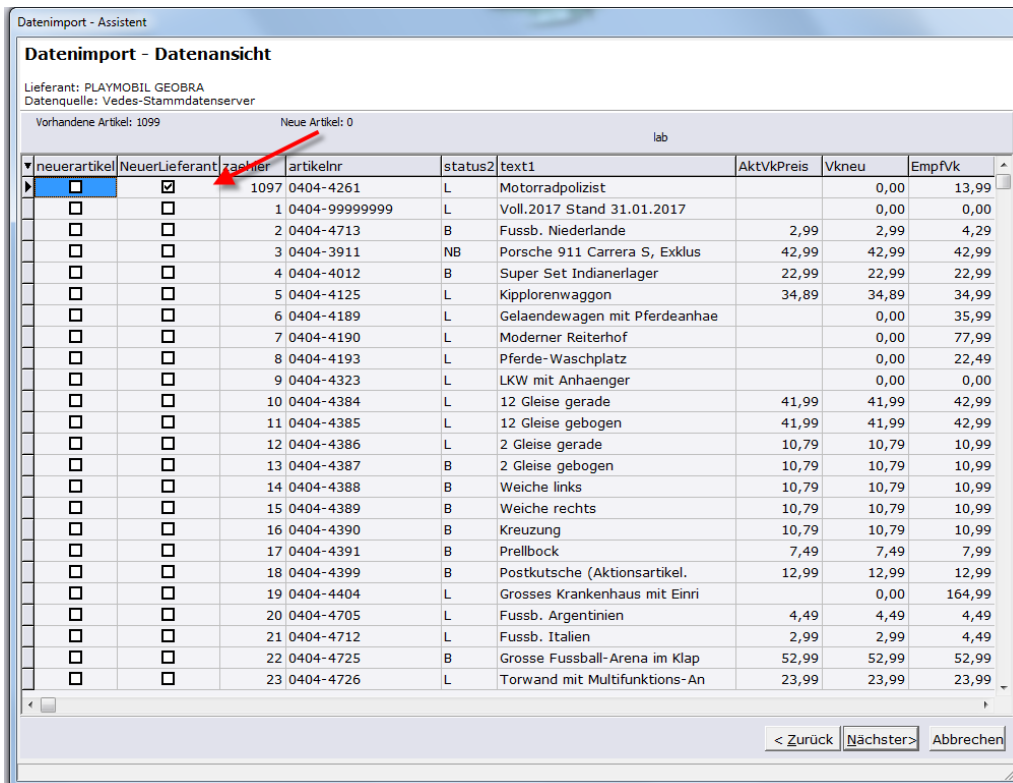 Datenimport - Assistent
Datenimport - Datenansicht
Lieferant: PLAYMOBIL GEOBRA
Datenquelle: Vedes-Stammdatenserver
Vorhandene Artikel: 1099 Neue Artikel: 0
lab
neuerartikel NeuerLieferant zaehler artikelnr status2 text1 AktVkPreis Vkneu EmpfVk
1097 0404-4261 L Motorradpolizist 0,00 13,99
1 0404-99999999 L Voll.2017 Stand 31.01.2017 0,00 0,00
2 0404-4713 B Fussb. Niederlande 2,99 2,99 4,29
3 0404-3911 NB Porsche 911 Carrera S, Exklus 42,99 42,99 42,99
4 0404-4012 B Super Set Indianerlager 22,99 22,99 22,99
5 0404-4125 L Kipplorenwaggon 34,89 34,89 34,99
6 0404-4189 L Gelaendewagen mit Pferdeanhae 0,00 35,99
7 0404-4190 L Moderner Reiterhof 0,00 77,99
8 0404-4193 L Pferde-Waschplatz 0,00 22,49
9 0404-4323 L LKW mit Anhaenger 0,00 0,00
10 0404-4384 L 12 Gleise gerade 41,99 41,99 42,99
11 0404-4385 L 12 Gleise gebogen 41,99 41,99 42,99
12 0404-4386 L 2 Gleise gerade 10,79 10,79 10,99
13 0404-4387 B 2 Gleise gebogen 10,79 10,79 10,99
14 0404-4388 B Weiche links 10,79 10,79 10,99
15 0404-4389 B Weiche rechts 10,79 10,79 10,99
16 0404-4390 B Kreuzung 10,79 10,79 10,99
17 0404-4391 B Prellbock 7,49 7,49 7,99
18 0404-4399 B Postkutsche (Aktionsartikel. 12,99 12,99 12,99
19 0404-4404 L Grosses Krankenhaus mit Einri 0,00 164,99
20 0404-4705 L Fussb. Argentinien 4,49 4,49 4,49
21 0404-4712 L Fussb. Italien 2,99 2,99 4,49
22 0404-4725 B Grosse Fussball-Arena im Klap 52,99 52,99 52,99
23 0404-4726 L Torwand mit Multifunktions-An 23,99 23,99 23,99
< Zurück Nächster> Abbrechen